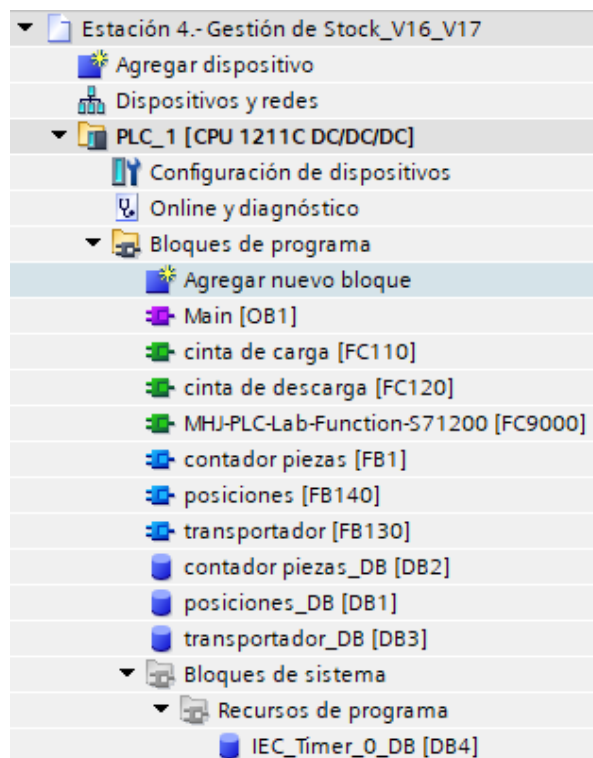 Estación 4.- Gestión de Stock_V16_V17
Agregar dispositivo
Dispositivos y redes
PLC_1 [CPU 1211C DC/DC/DC]
Configuración de dispositivos
Online y diagnóstico
Bloques de programa
Agregar nuevo bloque
Main [OB1]
cinta de carga [FC110]
cinta de descarga [FC120]
MHJ-PLC-Lab-Function-S71200 [FC9000]
contador piezas [FB1]
posiciones [FB140]
transportador [FB130]
contador piezas_DB [DB2]
posiciones_DB [DB1]
transportador_DB [DB3]
Bloques de sistema
Recursos de programa
IEC_Timer_0_DB [DB4]